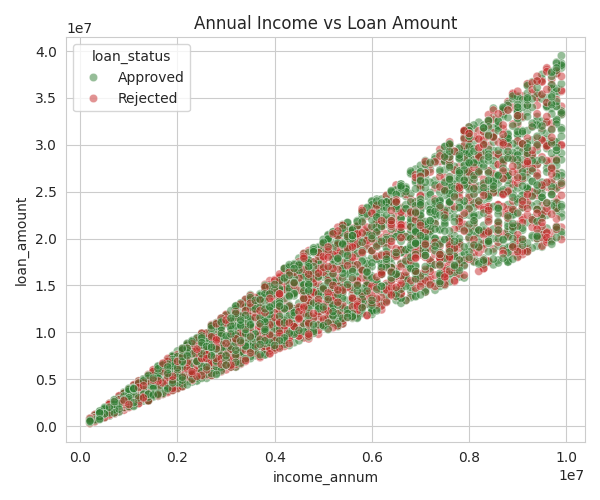 Annual Income vs Loan Amount
1e7
loan_status
Approved
Rejected
4.0
3.5
3.0
2.5
2.0
1.5
1.0
0.5
0.0
loan_amount
0.0 0.2 0.4 0.6 0.8 1.0
income_annum
1e7